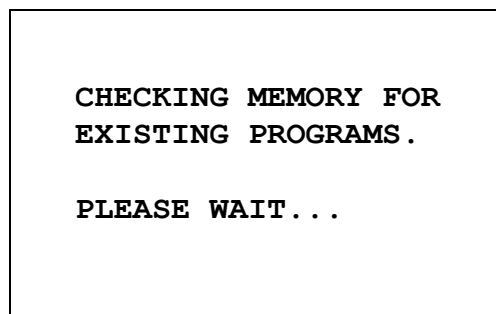 CHECKING MEMORY FOR
EXISTING PROGRAMS.
PLEASE WAIT...